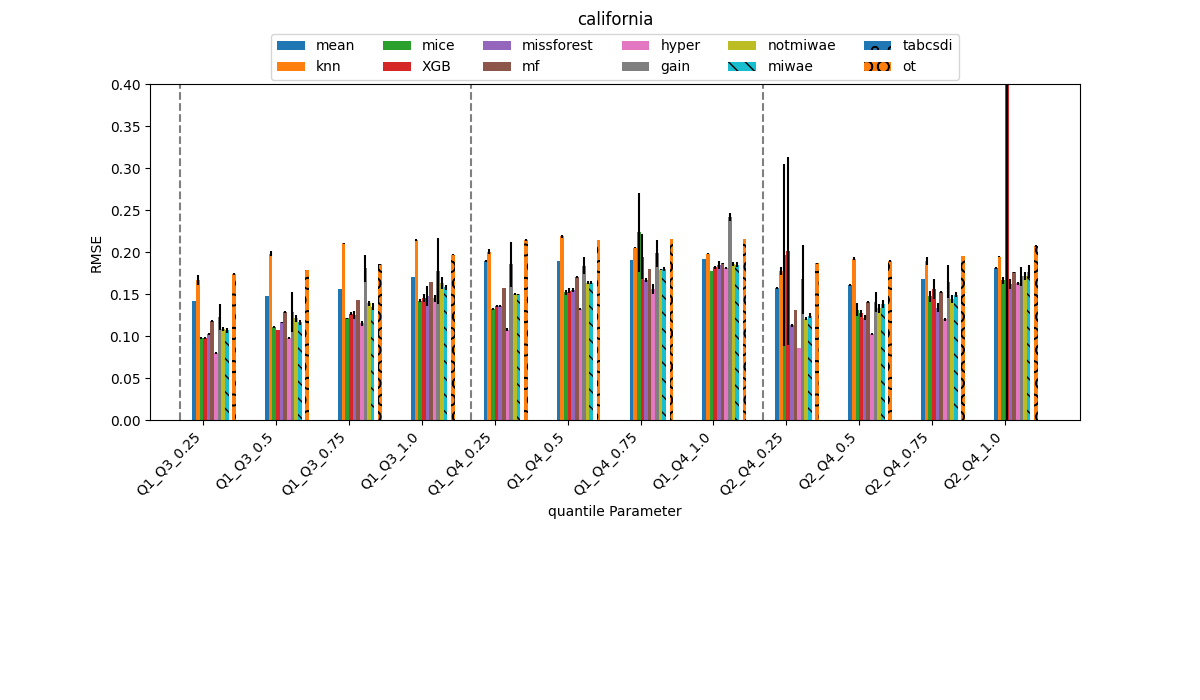 california
mean mice missforest hyper notmiwae tabcsdi
knn XGB mf gain miwae ot
0.40
0.35
0.30
0.25
0.20
0.15
0.10
0.05
0.00
RMSE
Q1_Q3_0.25
Q1_Q3_0.5
Q1_Q3_0.75
Q1_Q3_1.0
Q1_Q4_0.25
Q1_Q4_0.5
Q1_Q4_0.75
Q1_Q4_1.0
Q2_Q4_0.25
Q2_Q4_0.5
Q2_Q4_0.75
Q2_Q4_1.0
quantile Parameter